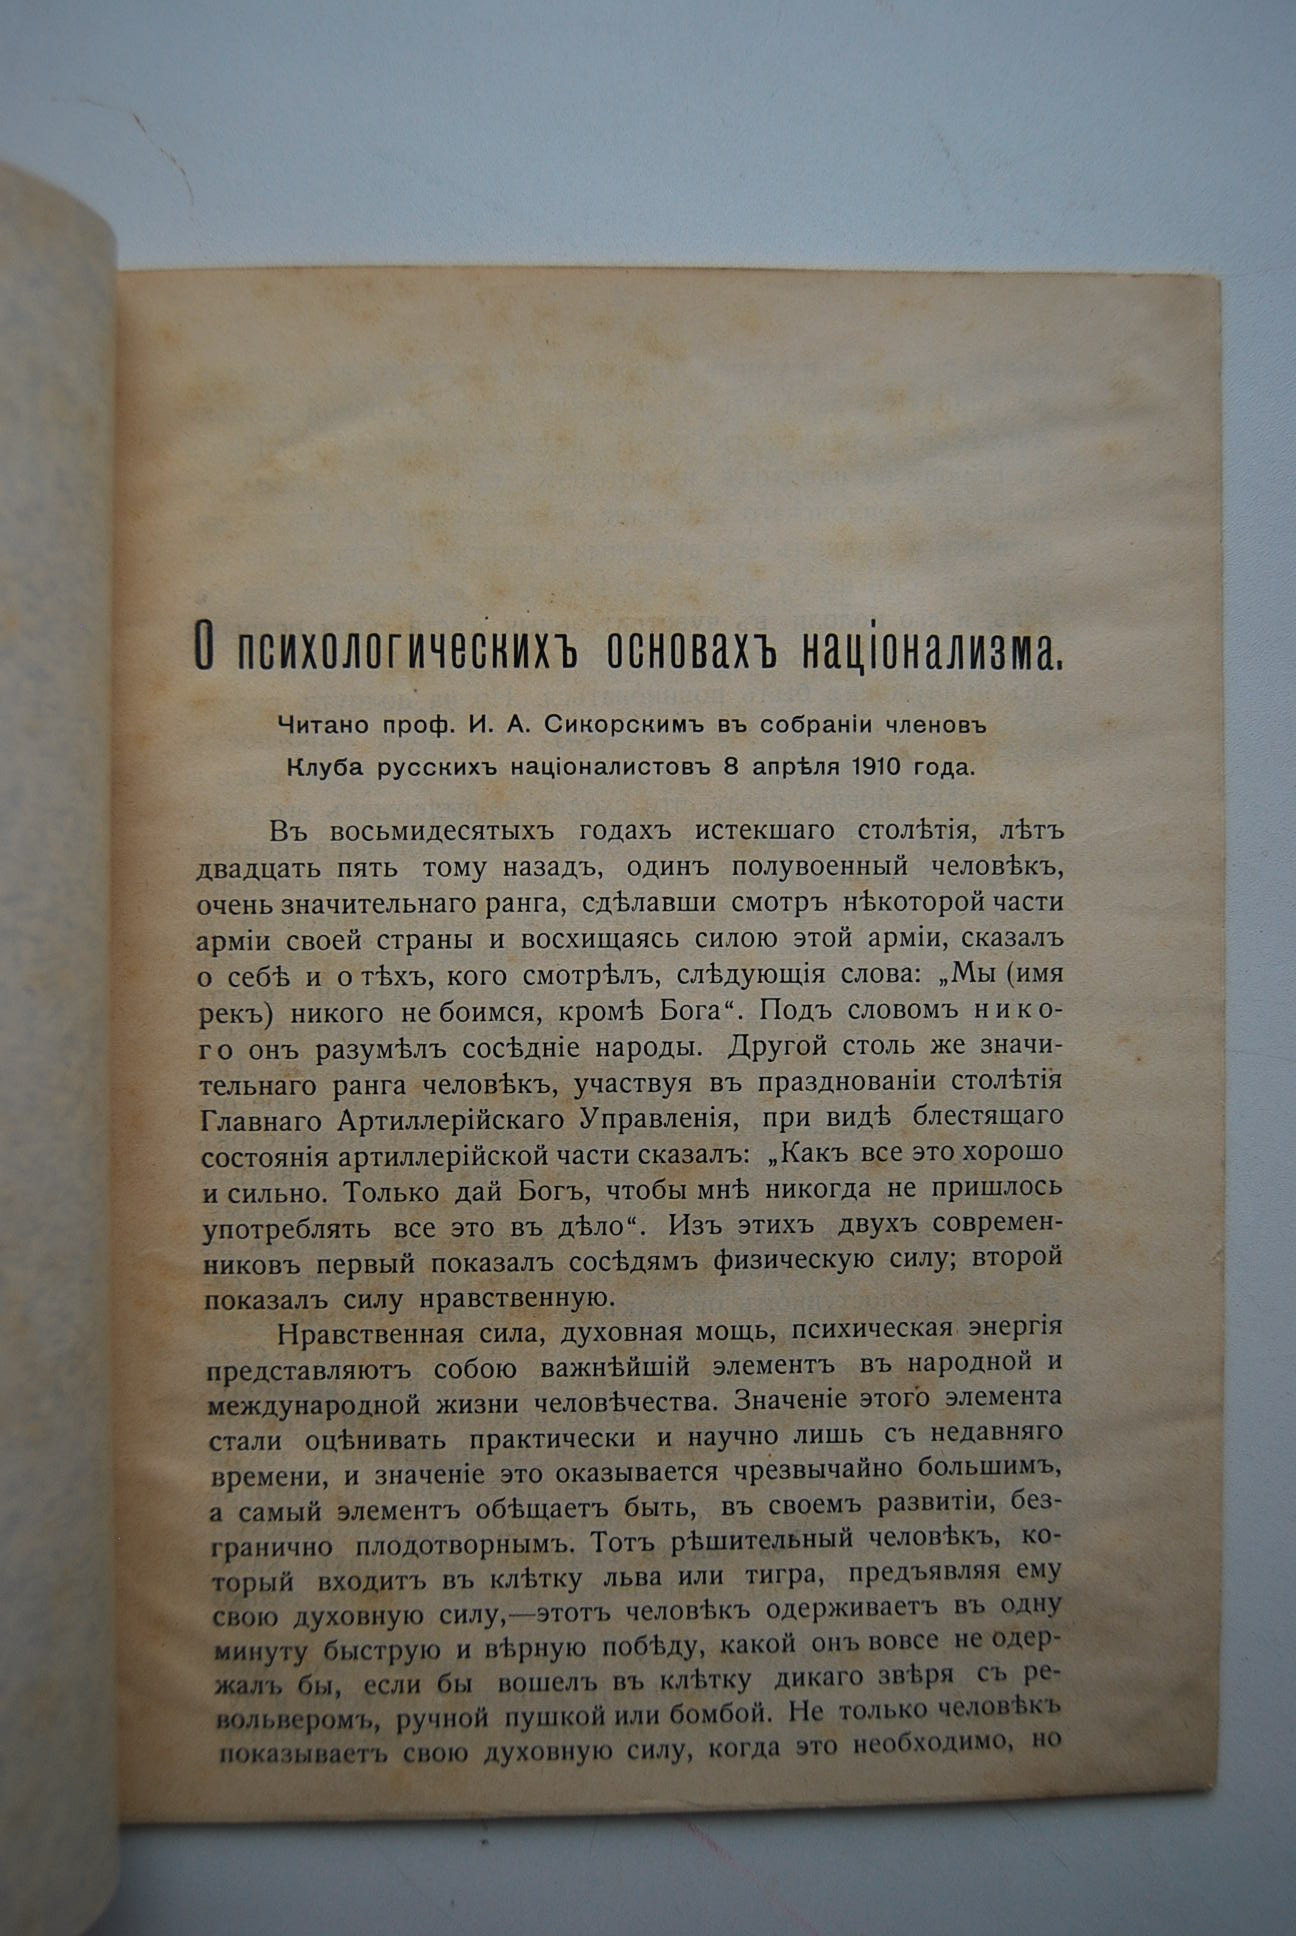 О психологическихъ основахъ націонализма.
Читано проф. И. А. Сикорскимъ въ собраніи членовъ
Клуба русскихъ націоналистовъ 8 апрѣля 1910 года.
Въ восьмидесятыхъ годахъ истекшаго столѣтія, лѣтъ
двадцать пять тому назадъ, одинъ полувоенный человѣкъ,
очень значительнаго ранга, сдѣлавши смотръ нѣкоторой части
арміи своей страны и восхищаясь силою этой арміи, сказалъ
о себѣ и о тѣхъ, кого смотрѣлъ, слѣдующія слова: „Мы (имя
рекъ) никого не боимся, кромѣ Бога“. Подъ словомъ нико-
го онъ разумѣлъ сосѣдніе народы. Другой столь же значи-
тельнаго ранга человѣкъ, участвуя въ празднованіи столѣтія
Главнаго Артиллерійскаго Управленія, при видѣ блестящаго
состоянія артиллерійской части сказалъ: „Какъ все это хорошо
и сильно. Только дай Богъ, чтобы мнѣ никогда не пришлось
употреблять все это въ дѣло“. Изъ этихъ двухъ современ-
никовъ первый показалъ сосѣдямъ физическую силу; второй
показалъ силу нравственную.
Нравственная сила, духовная мощь, психическая энергія
представляютъ собою важнѣйшій элементъ въ народной и
международной жизни человѣчества. Значеніе этого элемента
стали оцѣнивать практически и научно лишь съ недавняго
времени, и значеніе это оказывается чрезвычайно большимъ,
а самый элементъ обѣщаетъ быть, въ своемъ развитіи, без-
гранично плодотворнымъ. Тотъ рѣшительный человѣкъ, ко-
торый входитъ въ клѣтку льва или тигра, предъявляя ему
свою духовную силу,—этотъ человѣкъ одерживаетъ въ одну
минуту быструю и вѣрную побѣду, какой онъ вовсе не одер-
жалъ бы, если бы вошелъ въ клѣтку дикаго звѣря съ ре-
вольверомъ, ручной пушкой или бомбой. Не только человѣкъ
показываетъ свою духовную силу, когда это необходимо, но